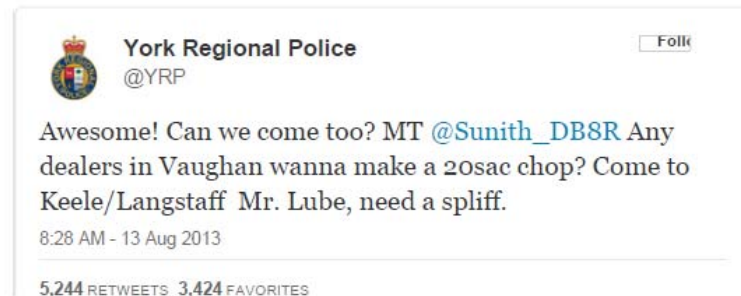 York Regional Police
@YRP
Awesome! Can we come too? MT @Sunith_DB8R Any
dealers in Vaughan wanna make a 20sac chop? Come to
Keele/Langstaff  Mr. Lube, need a spliff.
8:28 AM - 13 Aug 2013
5,244 RETWEETS 3,424 FAVORITES